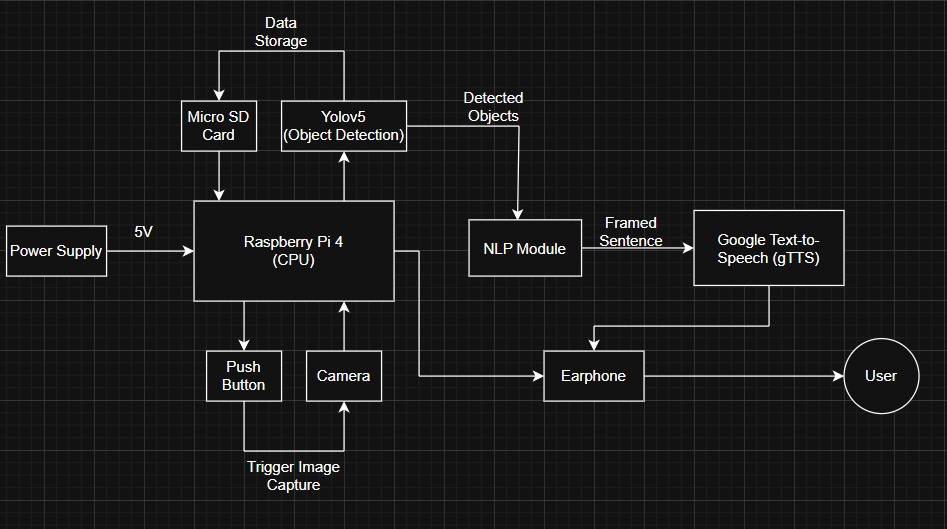 Data
Storage
Micro SD
Card
Yolov5
(Object Detection)
Detected
Objects
Power Supply
5V
Raspberry Pi 4
(CPU)
NLP Module
Framed
Sentence
Google Text-to-
Speech (gTTS)
Push
Button
Camera
Earphone
User
Trigger Image
Capture